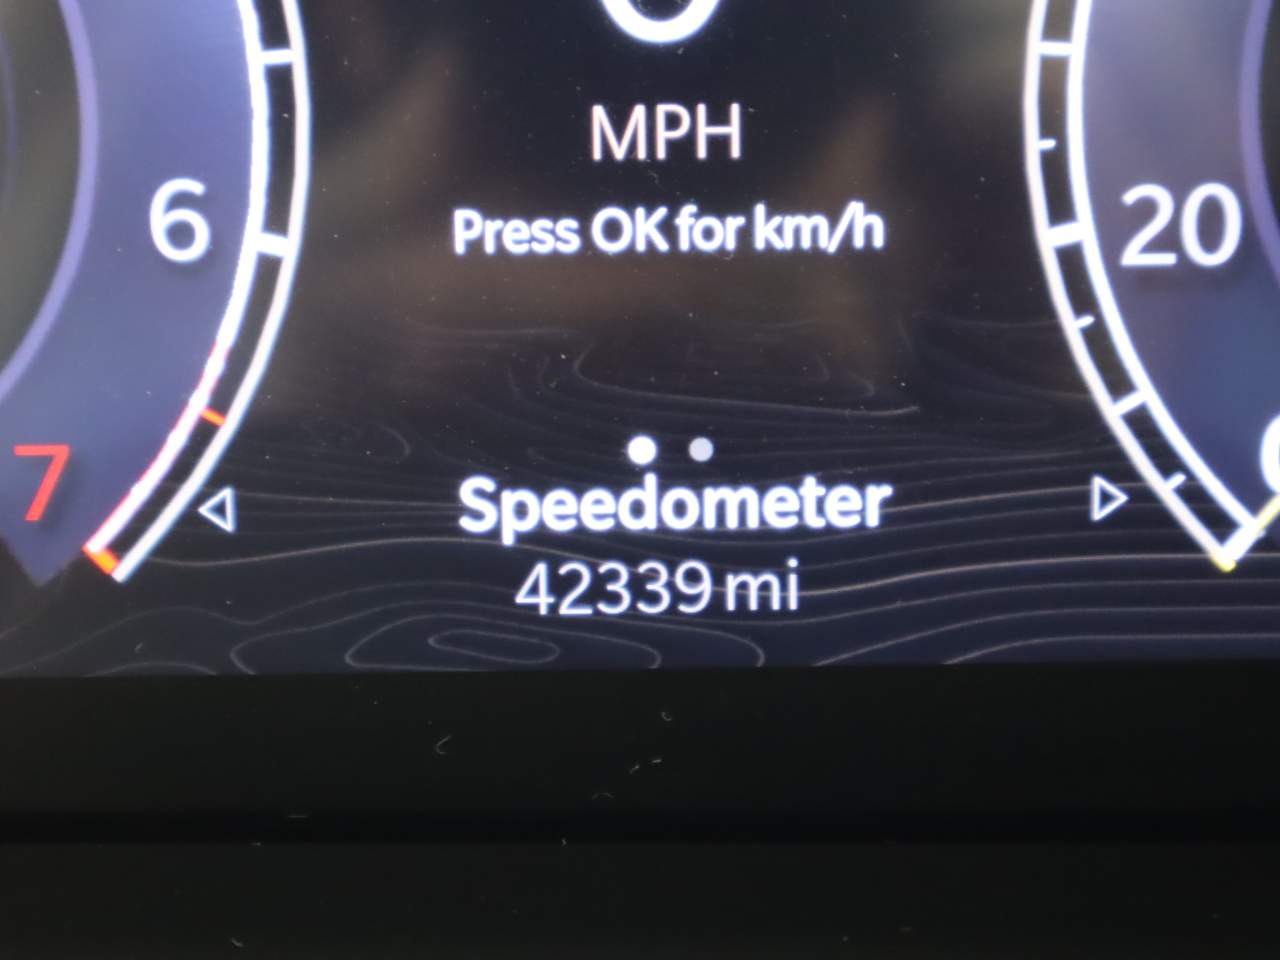 MPH
6
20
Press OK for km/h
7
Speedometer
42339 mi